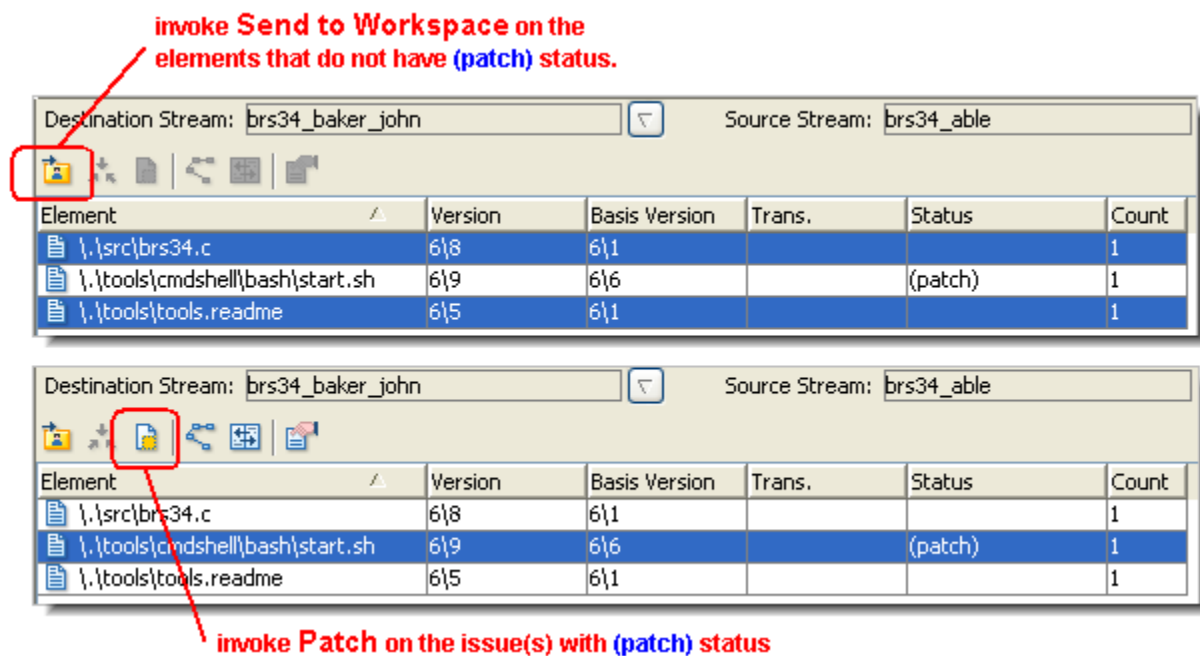 invoke Send to Workspace on the
elements that do not have (patch) status.
Destination Stream: brs34_baker_john Source Stream: brs34_able
Element Version Basis Version Trans. Status Count
\.\src\brs34.c 6\8 6\1 1
\.\tools\cmdshell\bash\start.sh 6\9 6\6 (patch) 1
\.\tools\tools.readme 6\5 6\1 1
Destination Stream: brs34_baker_john Source Stream: brs34_able
Element Version Basis Version Trans. Status Count
\.\src\brs34.c 6\8 6\1 1
\.\tools\cmdshell\bash\start.sh 6\9 6\6 (patch) 1
\.\tools\tools.readme 6\5 6\1 1
invoke Patch on the issue(s) with (patch) status